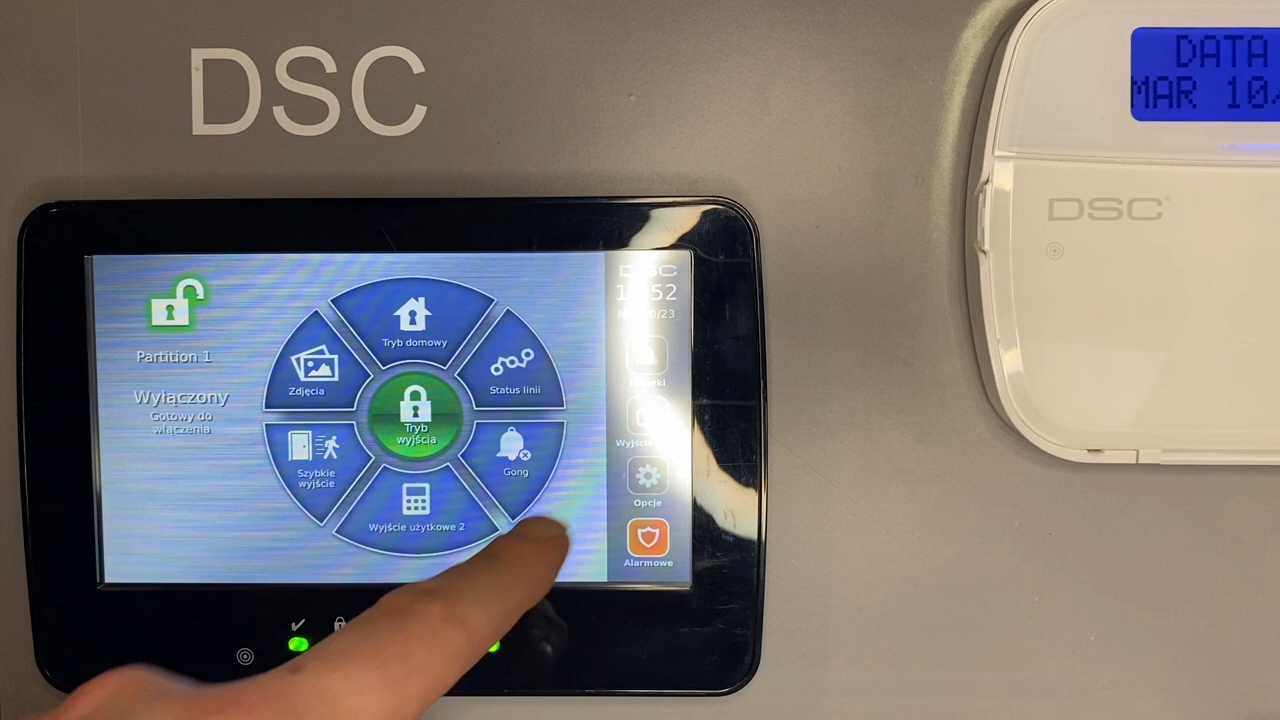 DSC
DATA
MAR 10
DSC
Partition 1
Wyłączony
Gotowy do
włączenia
Tryb domowy
Zdjęcia
Status linii
Tryb
wyjścia
Szybkie
wyjście
Gong
Wyjście użytkowe 2
DSC
Opcje
Alarmowe